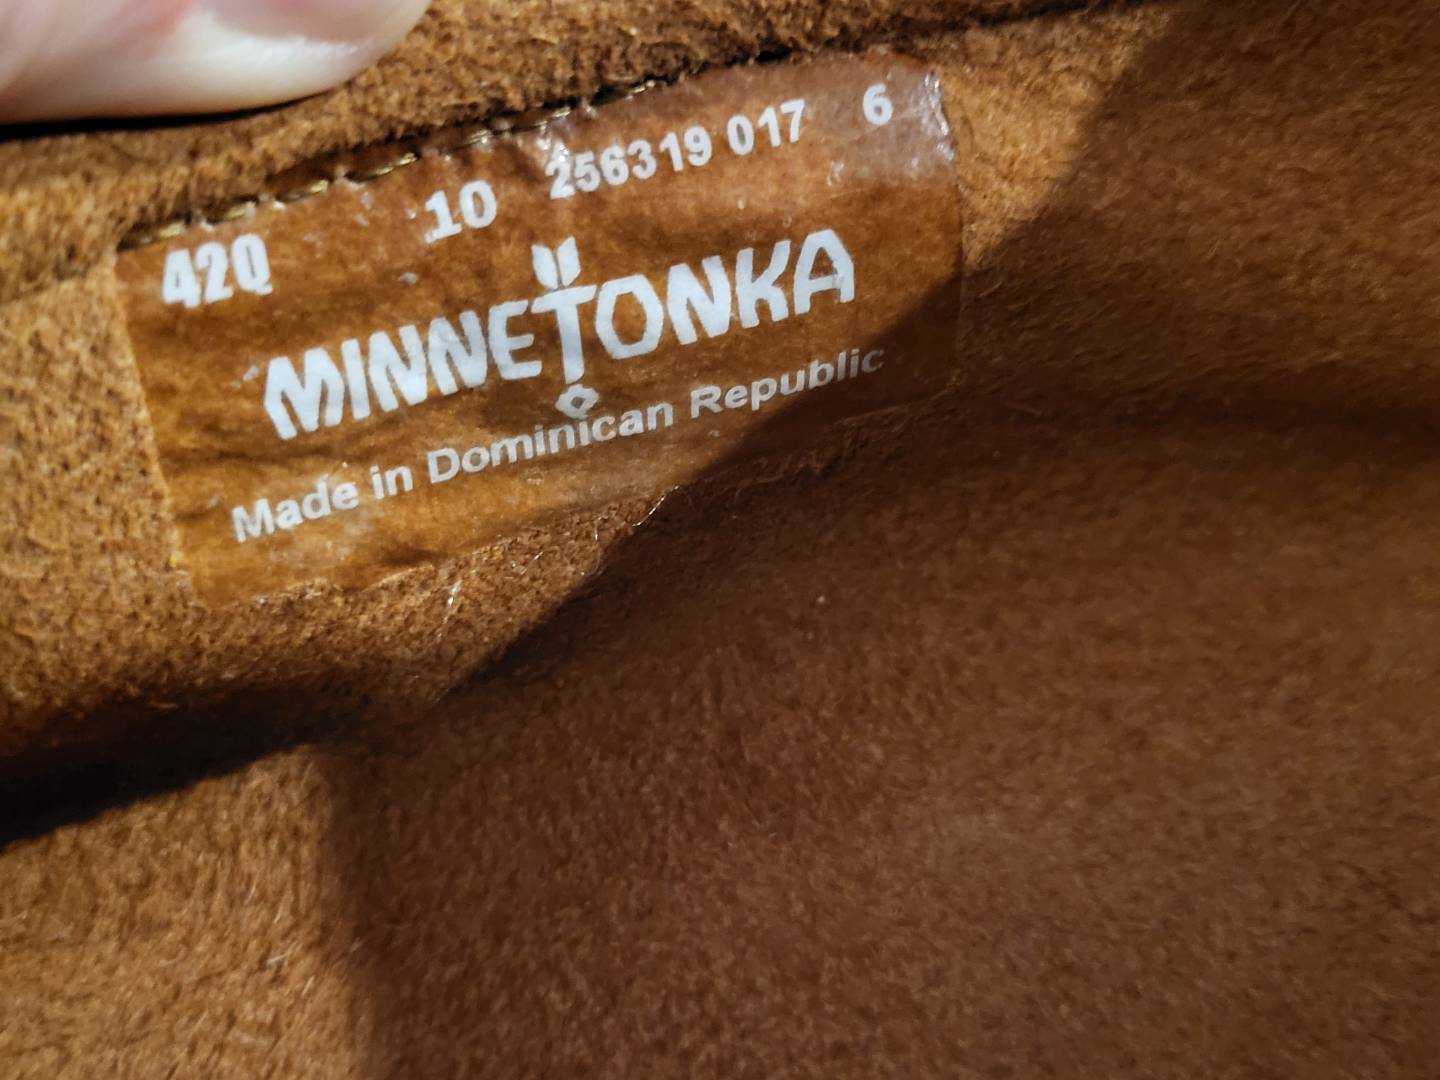 42Q 10 256319 017 6
MINNETONKA
Made in Dominican Republic